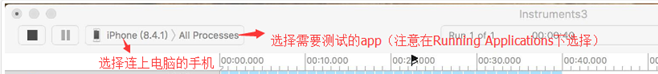 Instruments3
iPhone (8.4.1) All Processes
选择需要测试的app（注意在Running Applications下选择）
Run 1 of 1
00:00:40
选择连上电脑的手机
00:00.000 00:10.000 00:20.000 00:30.000 00:40.000